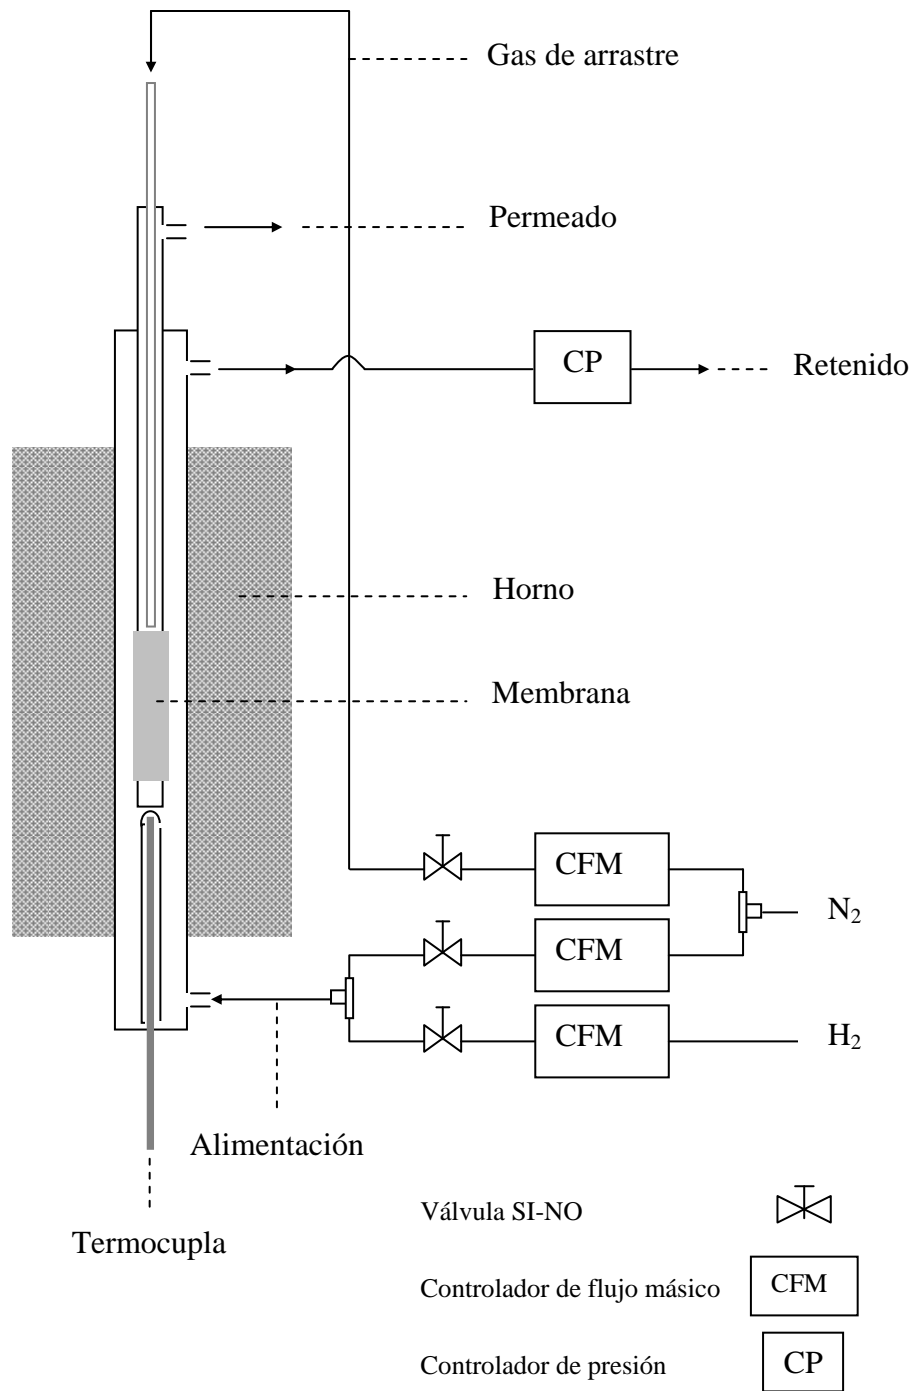 Gas de arrastre
Permeado
CP
Retenido
Horno
Membrana
CFM
N₂
CFM
CFM
H₂
Alimentación
Termocupla
Válvula SI-NO
Controlador de flujo másico
CFM
Controlador de presión
CP